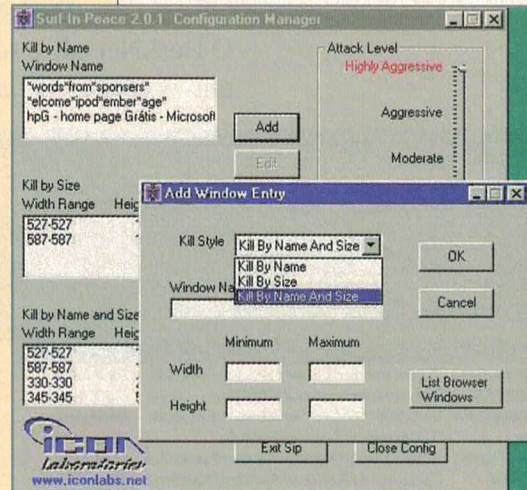 Surf In Peace 2.0.1 Configuration Manager
Kill by Name
Window Name
"words"from"sponsers"
"elcome"ipod"ember"age"
hpG - home page Grátis - Microsoft
Add
Edit
Attack Level
Highly Aggressive
Aggressive
Moderate
Kill by Size
Width Range Heig
527-527
587-587
Kill by Name and Size
Width Range Heig
527-527
587-587
330-330
345-345
Add Window Entry
Kill Style
Kill By Name And Size
Kill By Name
Kill By Size
Kill By Name And Size
Window Na
OK
Cancel
Minimum Maximum
Width
Height
List Browser
Windows
icon
Laboratories
www.iconlabs.net
Exit Sip
Close Config